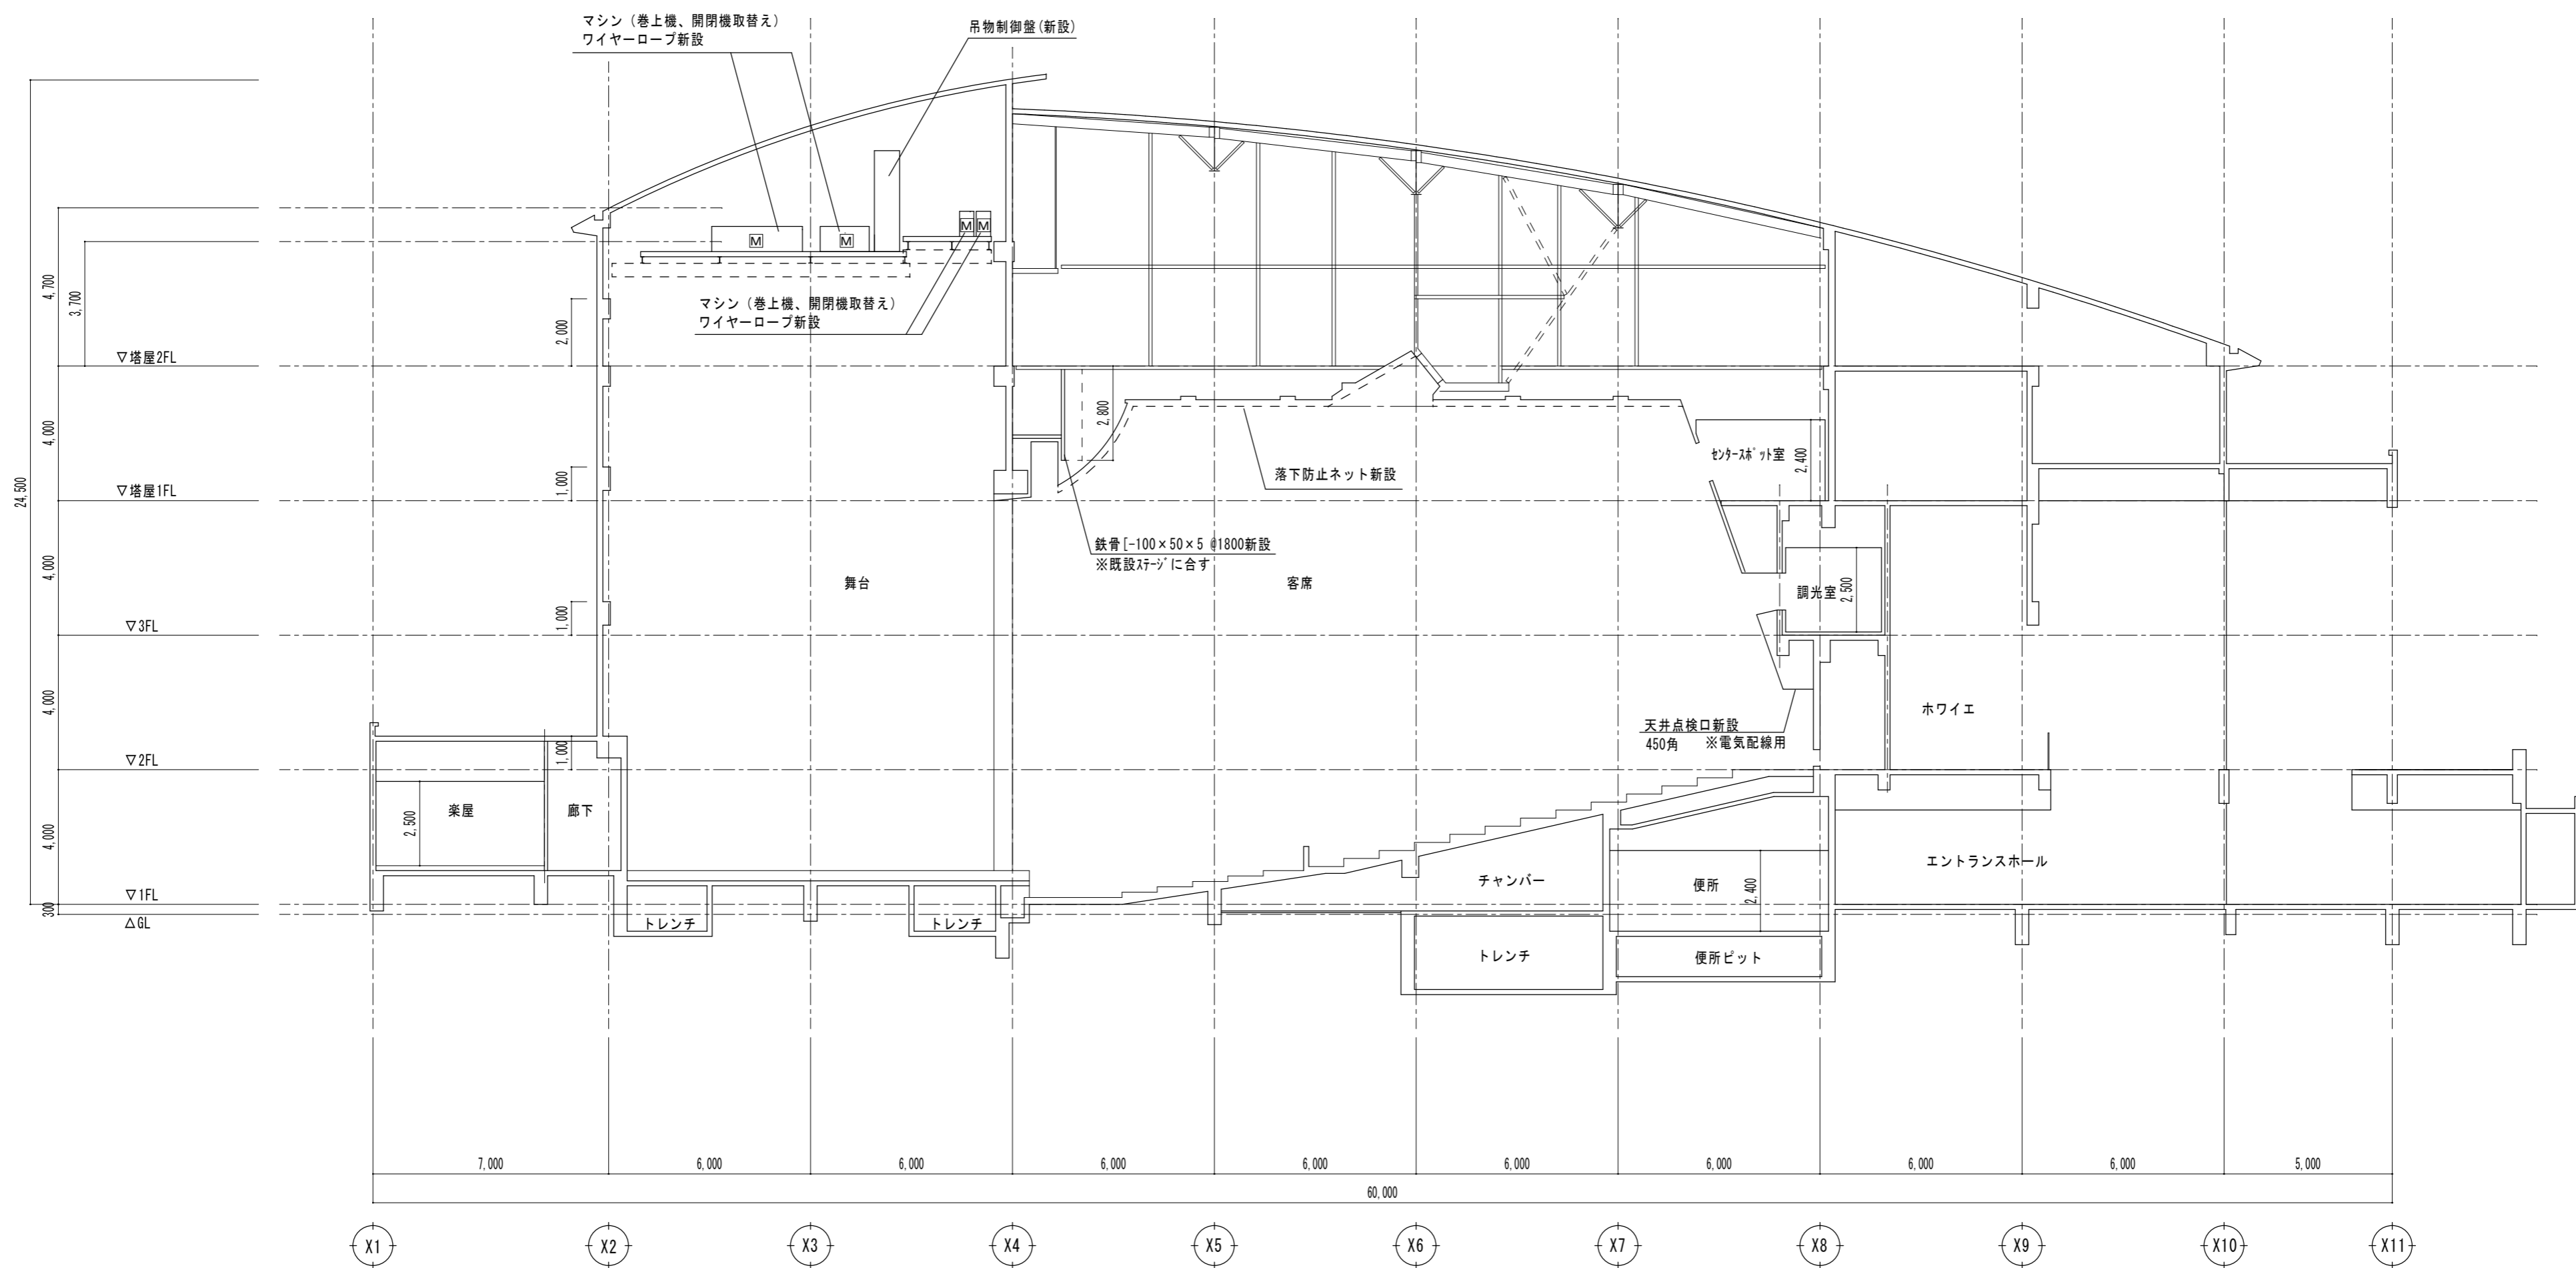 マシン（巻上機、開閉機取替え）
ワイヤーロープ新設
吊物制御盤(新設)
M
M
M
M
マシン（巻上機、開閉機取替え）
ワイヤーロープ新設
24,500
4,700
3,700
4,000
4,000
4,000
4,000
300
▽塔屋2FL
▽塔屋1FL
▽3FL
▽2FL
▽1FL
△GL
2,000
1,000
1,000
1,000
2,800
落下防止ネット新設
鉄骨[-100×50×5 @1800新設
※既設ステージに合す
センタースポット室
2,400
調光室
2,500
舞台
客席
ホワイエ
天井点検口新設
450角 ※電気配線用
楽屋
2,500
廊下
トレンチ
トレンチ
チャンバー
トレンチ
便所
2,400
便所ピット
エントランスホール
7,000
6,000
6,000
6,000
6,000
6,000
6,000
6,000
6,000
5,000
60,000
X1
X2
X3
X4
X5
X6
X7
X8
X9
X10
X11